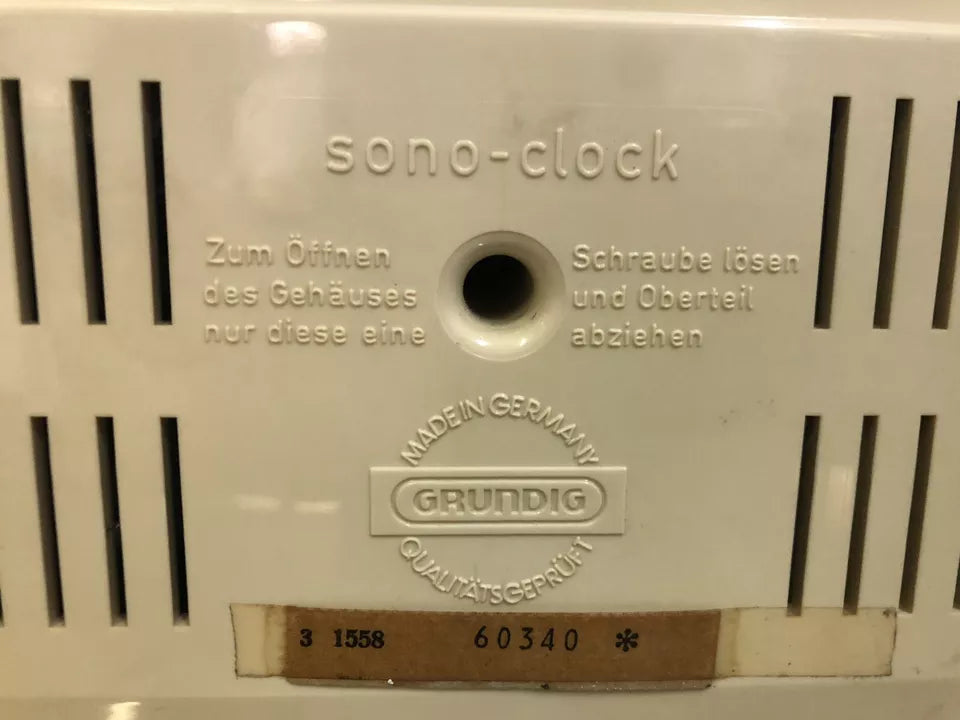 sono-clock
Zum Öffnen
des Gehäuses
nur diese eine
Schraube lösen
und Oberteil
abziehen
MADE IN GERMANY
GRUNDIG
QUALITÄTSGEPRÜFT
3 1558 60340 *